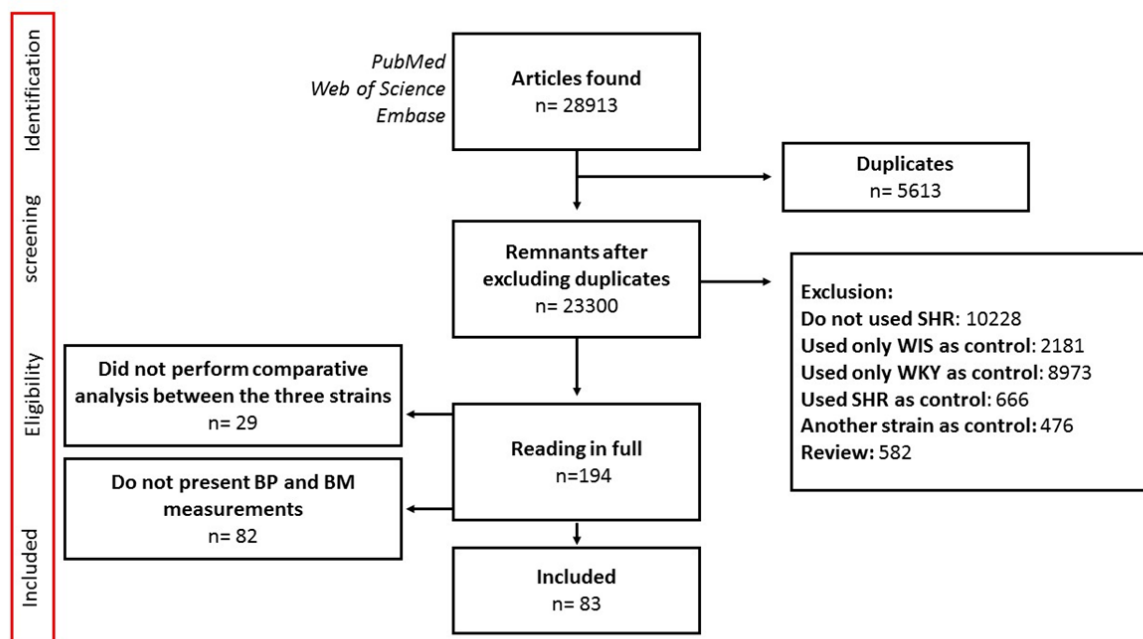 Identification
screening
Eligibility
Included
PubMed
Web of Science
Embase
Articles found
n= 28913
Duplicates
n= 5613
Remnants after
excluding duplicates
n= 23300
Exclusion:
Do not used SHR: 10228
Used only WIS as control: 2181
Used only WKY as control: 8973
Used SHR as control: 666
Another strain as control: 476
Review: 582
Did not perform comparative
analysis between the three strains
n= 29
Reading in full
n=194
Do not present BP and BM
measurements
n= 82
Included
n= 83